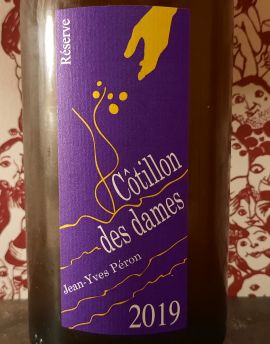 Réserve
Côtillon
des dames
Jean-Yves Péron
2019